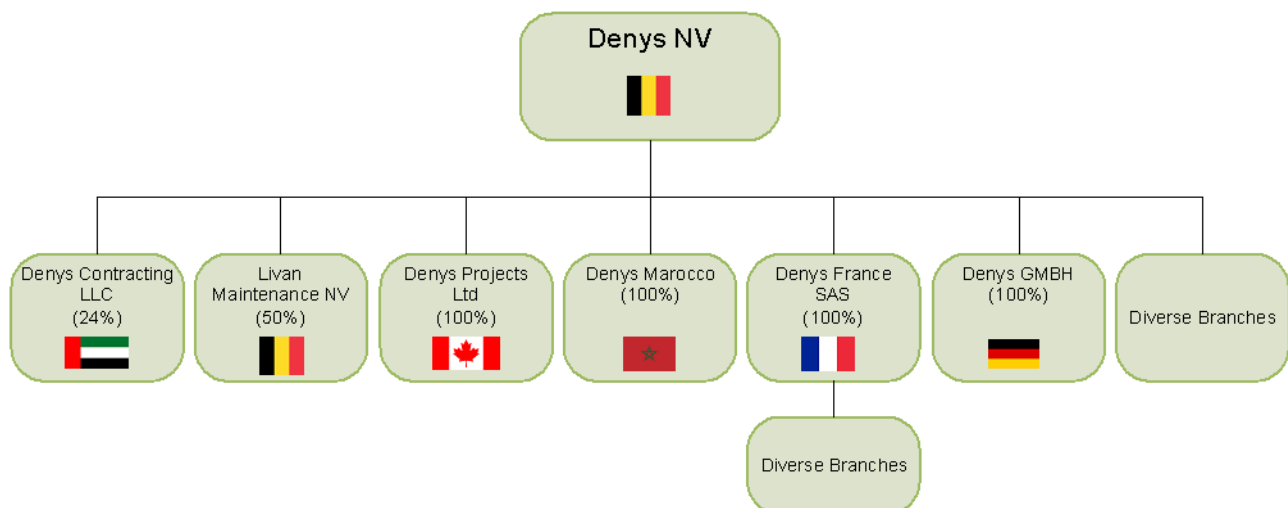 Denys NV
Denys Contracting
LLC
(24%)
Livan
Maintenance NV
(50%)
Denys Projects
Ltd
(100%)
Denys Marocco
(100%)
Denys France
SAS
(100%)
Denys GMBH
(100%)
Diverse Branches
Diverse Branches